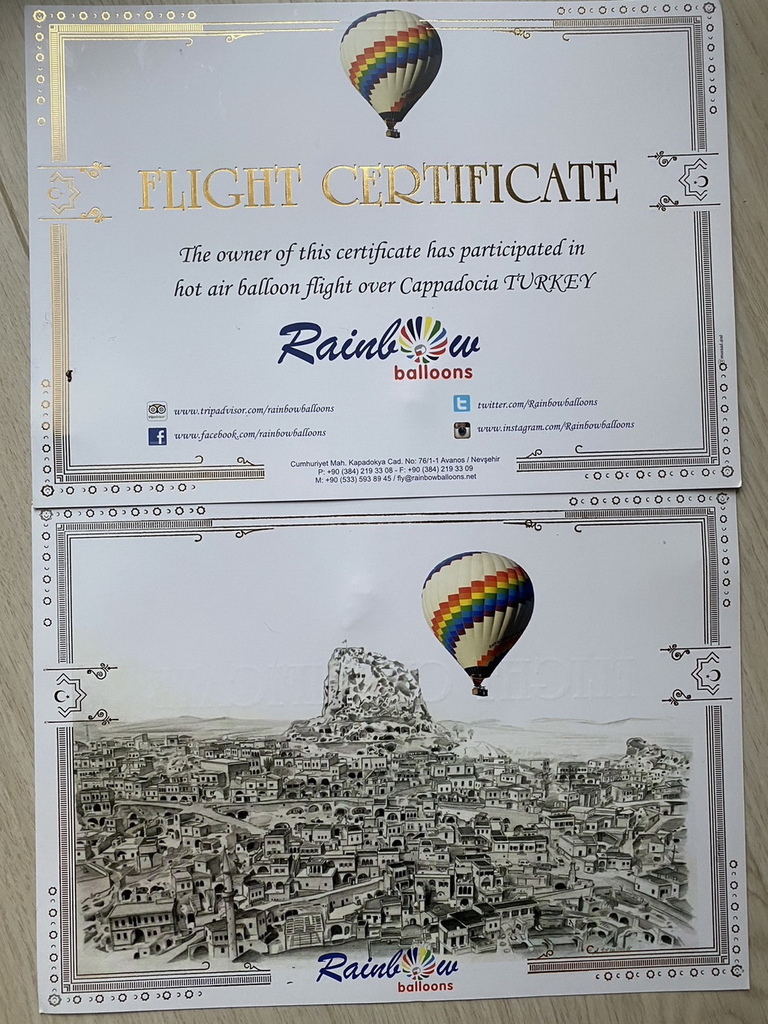 FLIGHT CERTIFICATE
The owner of this certificate has participated in
hot air balloon flight over Cappadocia TURKEY
Rainbow
balloons
www.tripadvisor.com/rainbowballoons
www.facebook.com/rainbowballoons
twitter.com/Rainbowballoons
www.instagram.com/Rainbowballoons
Cumhuriyet Mah. Kapadokya Cad. No: 76/1-1 Avanos / Nevşehir
P: +90 (384) 219 33 08 - F: +90 (384) 219 33 09
M: +90 (533) 593 89 45 / fly@rainbowballoons.net
Rainbow
balloons